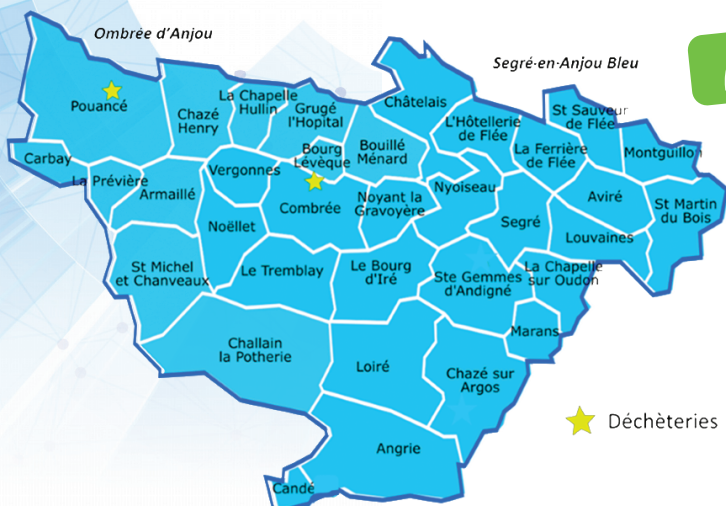 Ombrée d'Anjou
Segré-en-Anjou Bleu
Pouancé
Chazé
Henry
La Chapelle
Hullin
Grugé
l'Hopital
Châtelais
L'Hôtellerie
de Flée
St Sauveur
de Flée
La Ferrière
de Flée
Montguillon
Carbay
La Prévière
Armaillé
Vergonnes
Bourg
Lévèque
Bouillé
Ménard
Combrée
Noyant la
Gravoyère
Nyoiseau
Segré
Aviré
St Martin
du Bois
Louvaines
Noëllet
St Michel
et Chanveaux
Le Tremblay
Le Bourg
d'Iré
Ste Gemmes
d'Andigné
La Chapelle
sur Oudon
Marans
Challain
la Potherie
Loiré
Chazé sur
Argos
Déchèteries
Angrie
Candé